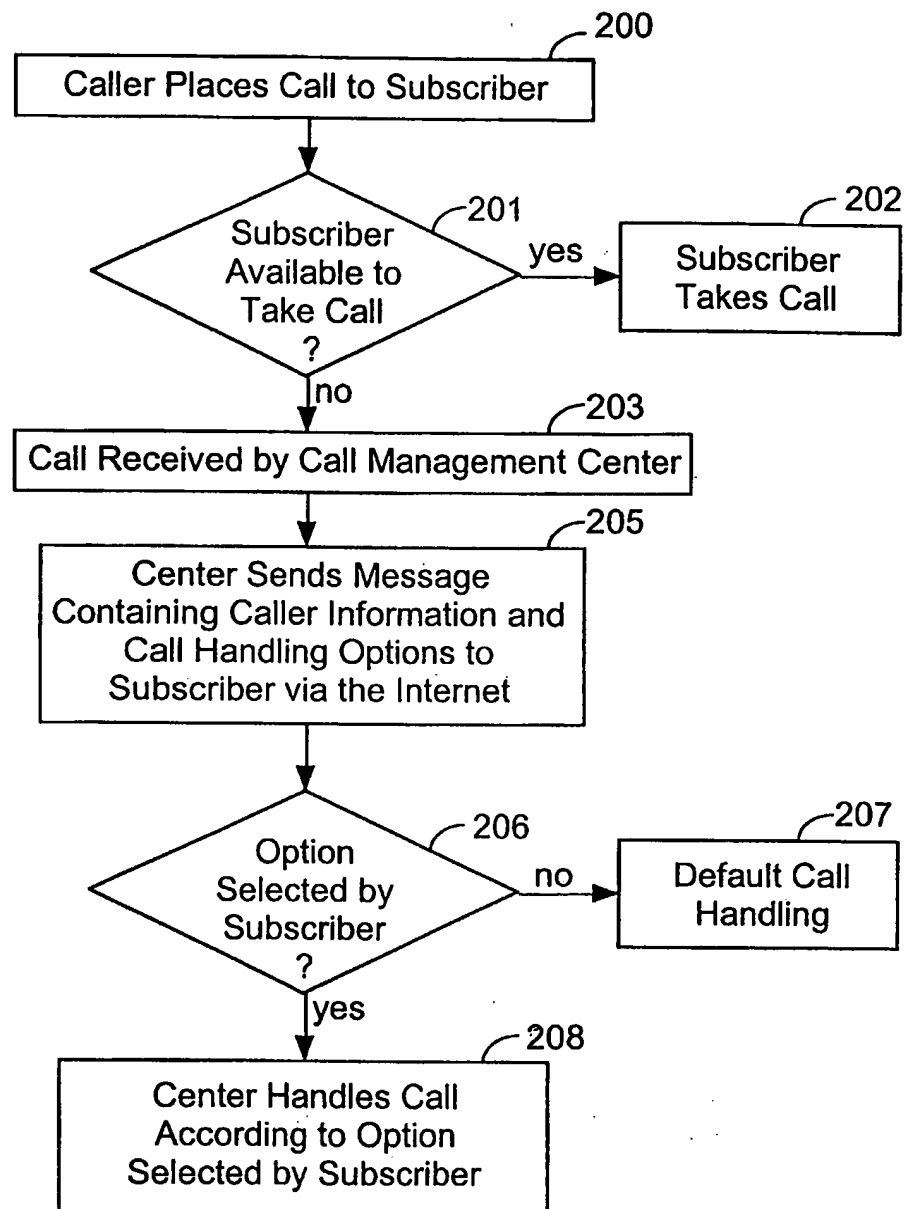 200
Caller Places Call to Subscriber
201
Subscriber
Available to
Take Call
?
yes
202
Subscriber
Takes Call
no
203
Call Received by Call Management Center
205
Center Sends Message
Containing Caller Information and
Call Handling Options to
Subscriber via the Internet
206
Option
Selected by
Subscriber
?
no
207
Default Call
Handling
yes
208
Center Handles Call
According to Option
Selected by Subscriber